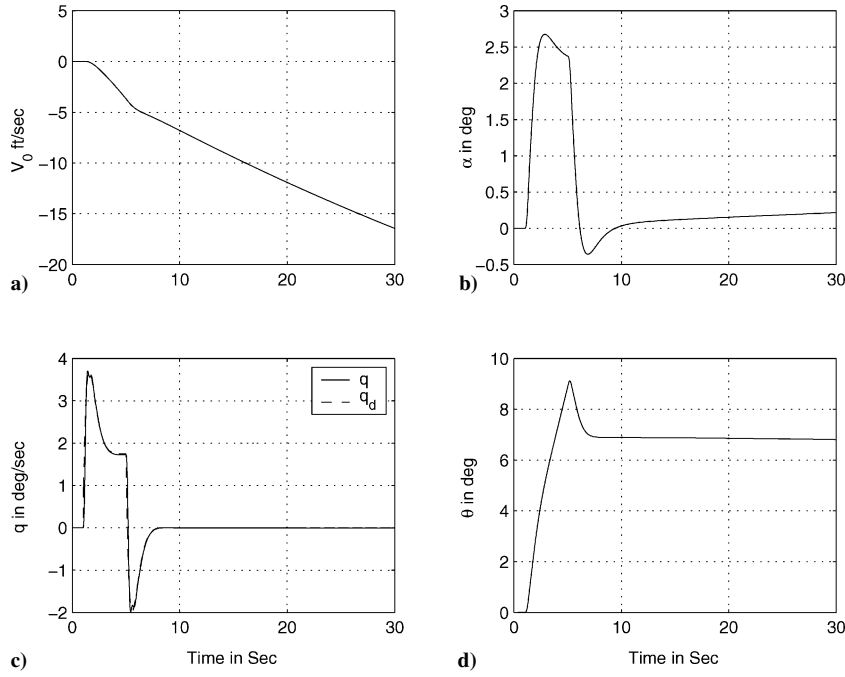 5
0
−5
−10
−15
−20
V0 ft/sec
0 10 20 30
a)
3
2.5
2
1.5
1
0.5
0
−0.5
α in deg
0 10 20 30
b)
4
3
2
1
0
−1
−2
q in deg/sec
q
qd
0 10 20 30
Time in Sec
c)
10
8
6
4
2
0
θ in deg
0 10 20 30
Time in Sec
d)